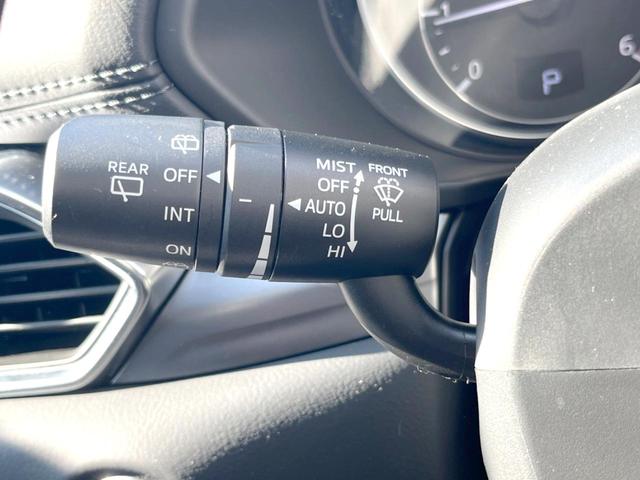 REAR
OFF
INT
ON
MIST
OFF
AUTO
LO
HI
FRONT
PULL
1
0
P
6